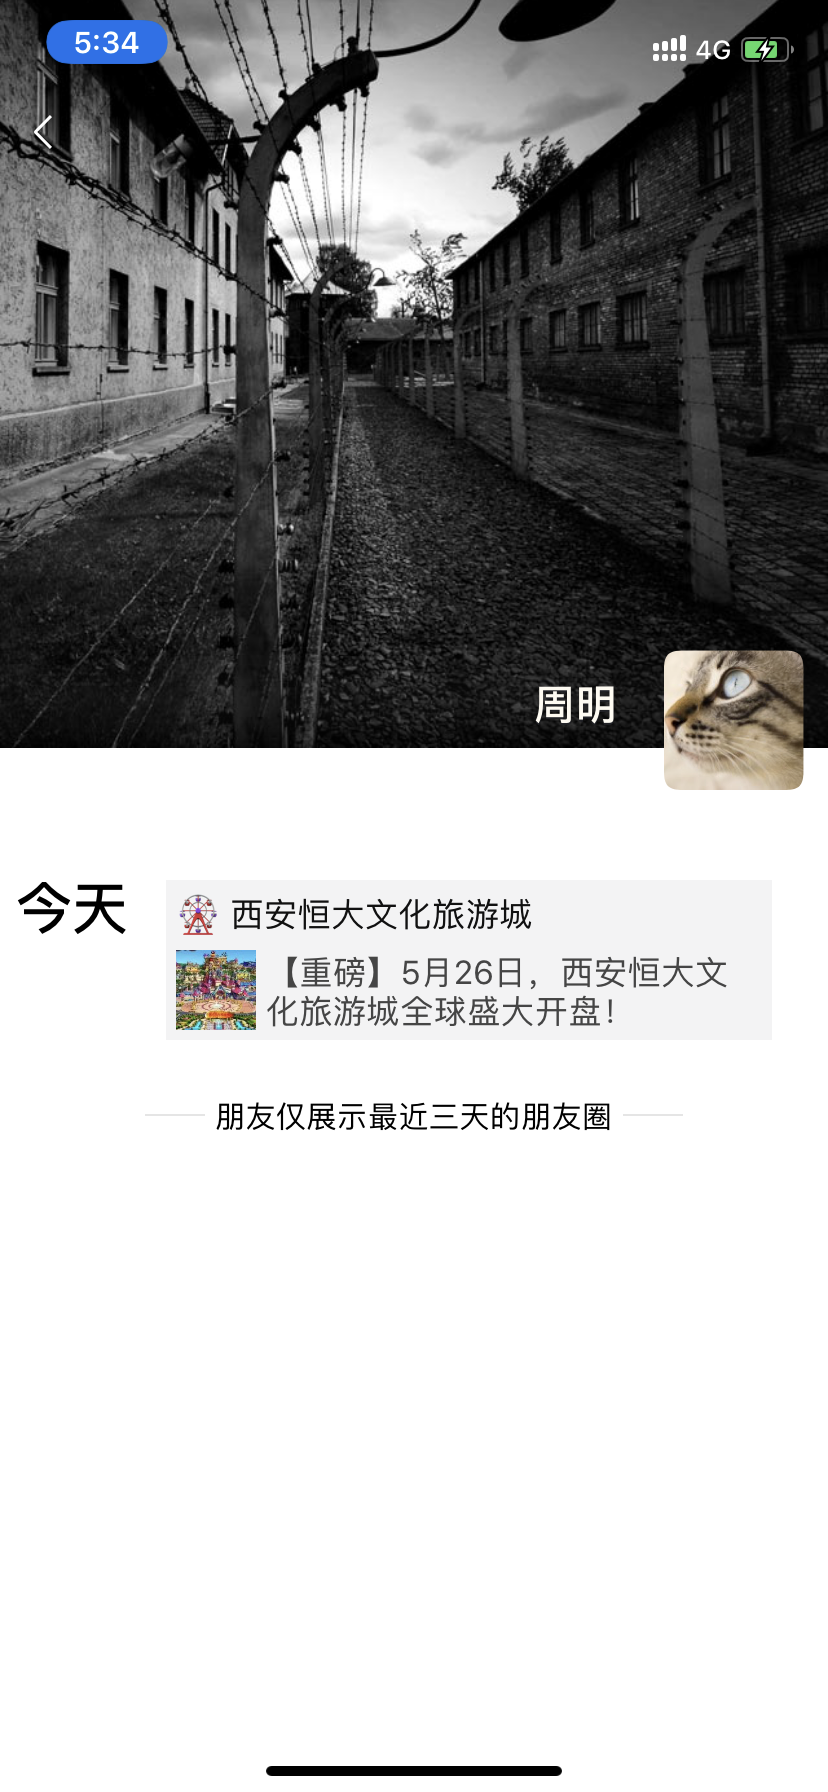 5:34
4G
周明
今天
西安恒大文化旅游城
【重磅】5月26日，西安恒大文
化旅游城全球盛大开盘！
朋友仅展示最近三天的朋友圈